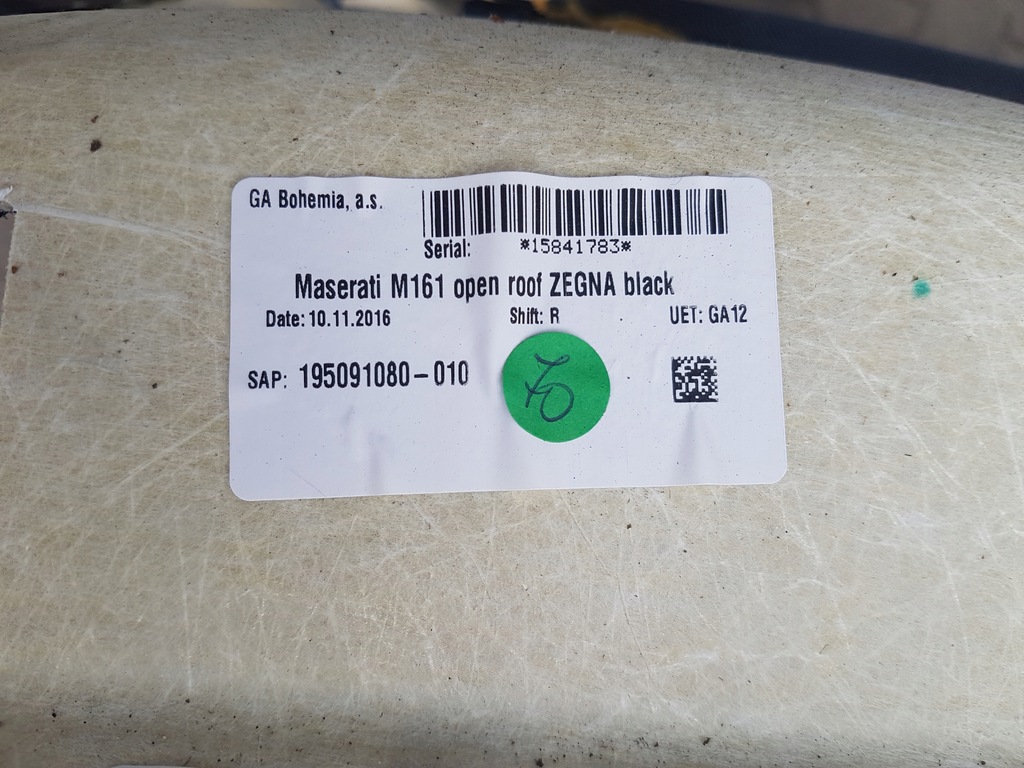 GA Bohemia, a.s.
Serial: *15841783*
Maserati M161 open roof ZEGNA black
Date: 10.11.2016 Shift: R UET: GA12
SAP: 195091080-010